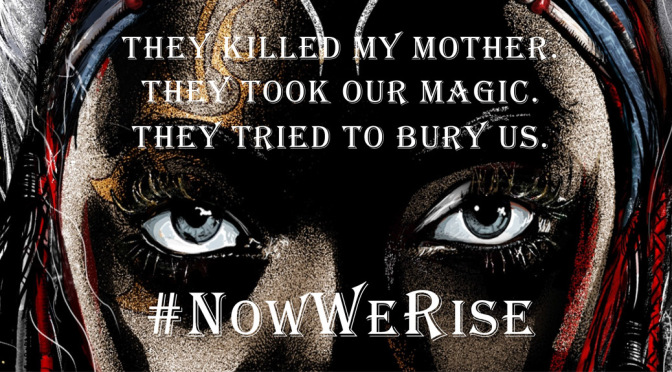 THEY KILLED MY MOTHER.
THEY TOOK OUR MAGIC.
THEY TRIED TO BURY US.
#NOWWERISE